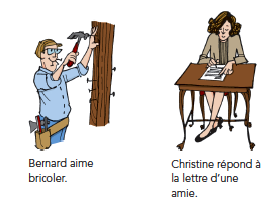 Bernard aime
bricoler.
Christine répond à
la lettre d'une
amie.